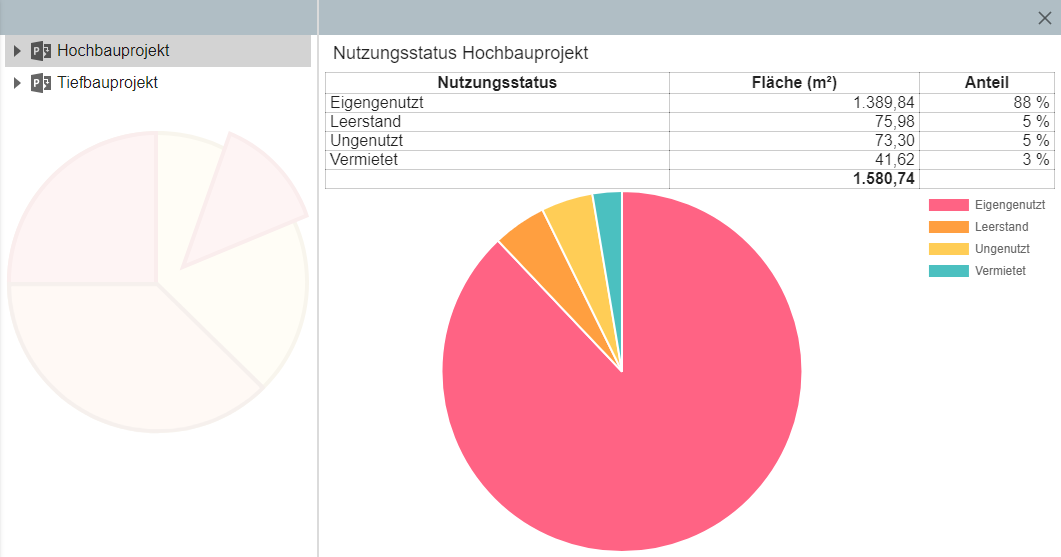 Hochbauprojekt
Tiefbauprojekt
Nutzungsstatus Hochbauprojekt
Nutzungsstatus Fläche (m²) Anteil
Eigengenutzt 1.389,84 88 %
Leerstand 75,98 5 %
Ungenutzt 73,30 5 %
Vermietet 41,62 3 %
1.580,74
Eigengenutzt
Leerstand
Ungenutzt
Vermietet